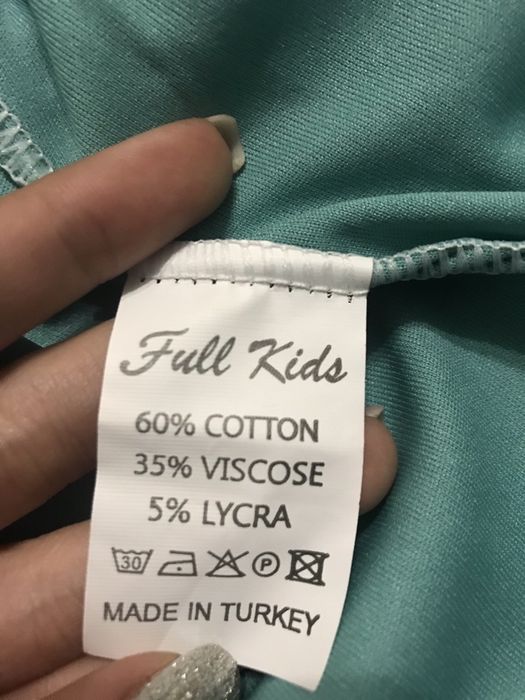 Full Kids
60% COTTON
35% VISCOSE
5% LYCRA
30 P
MADE IN TURKEY